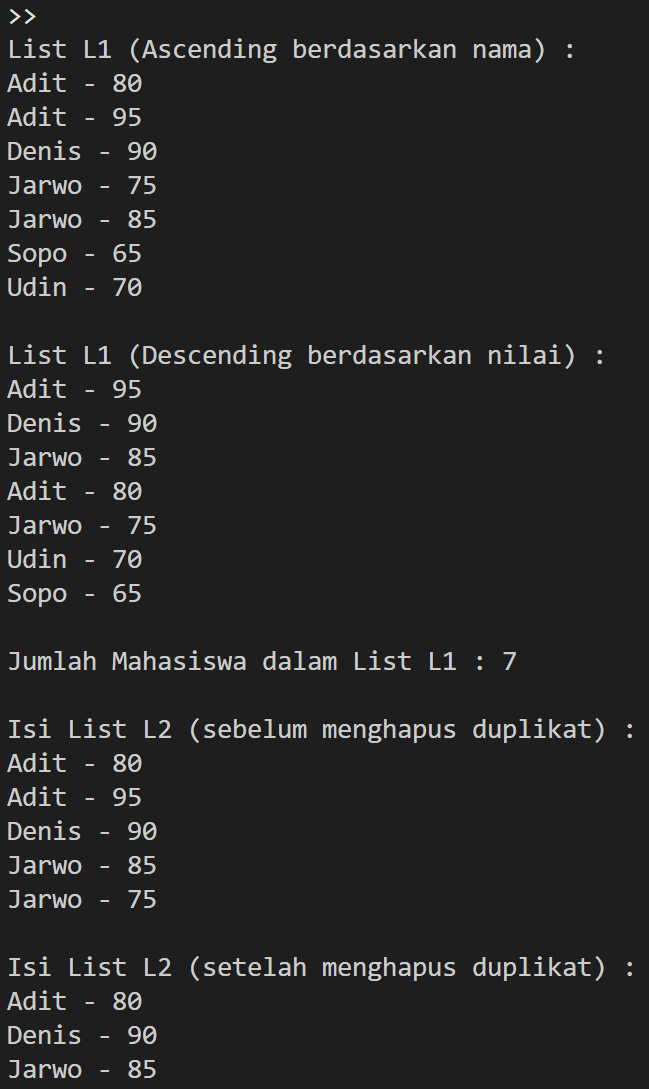 >>
List L1 (Ascending berdasarkan nama) :
Adit - 80
Adit - 95
Denis - 90
Jarwo - 75
Jarwo - 85
Sopo - 65
Udin - 70

List L1 (Descending berdasarkan nilai) :
Adit - 95
Denis - 90
Jarwo - 85
Adit - 80
Jarwo - 75
Udin - 70
Sopo - 65

Jumlah Mahasiswa dalam List L1 : 7

Isi List L2 (sebelum menghapus duplikat) :
Adit - 80
Adit - 95
Denis - 90
Jarwo - 85
Jarwo - 75

Isi List L2 (setelah menghapus duplikat) :
Adit - 80
Denis - 90
Jarwo - 85